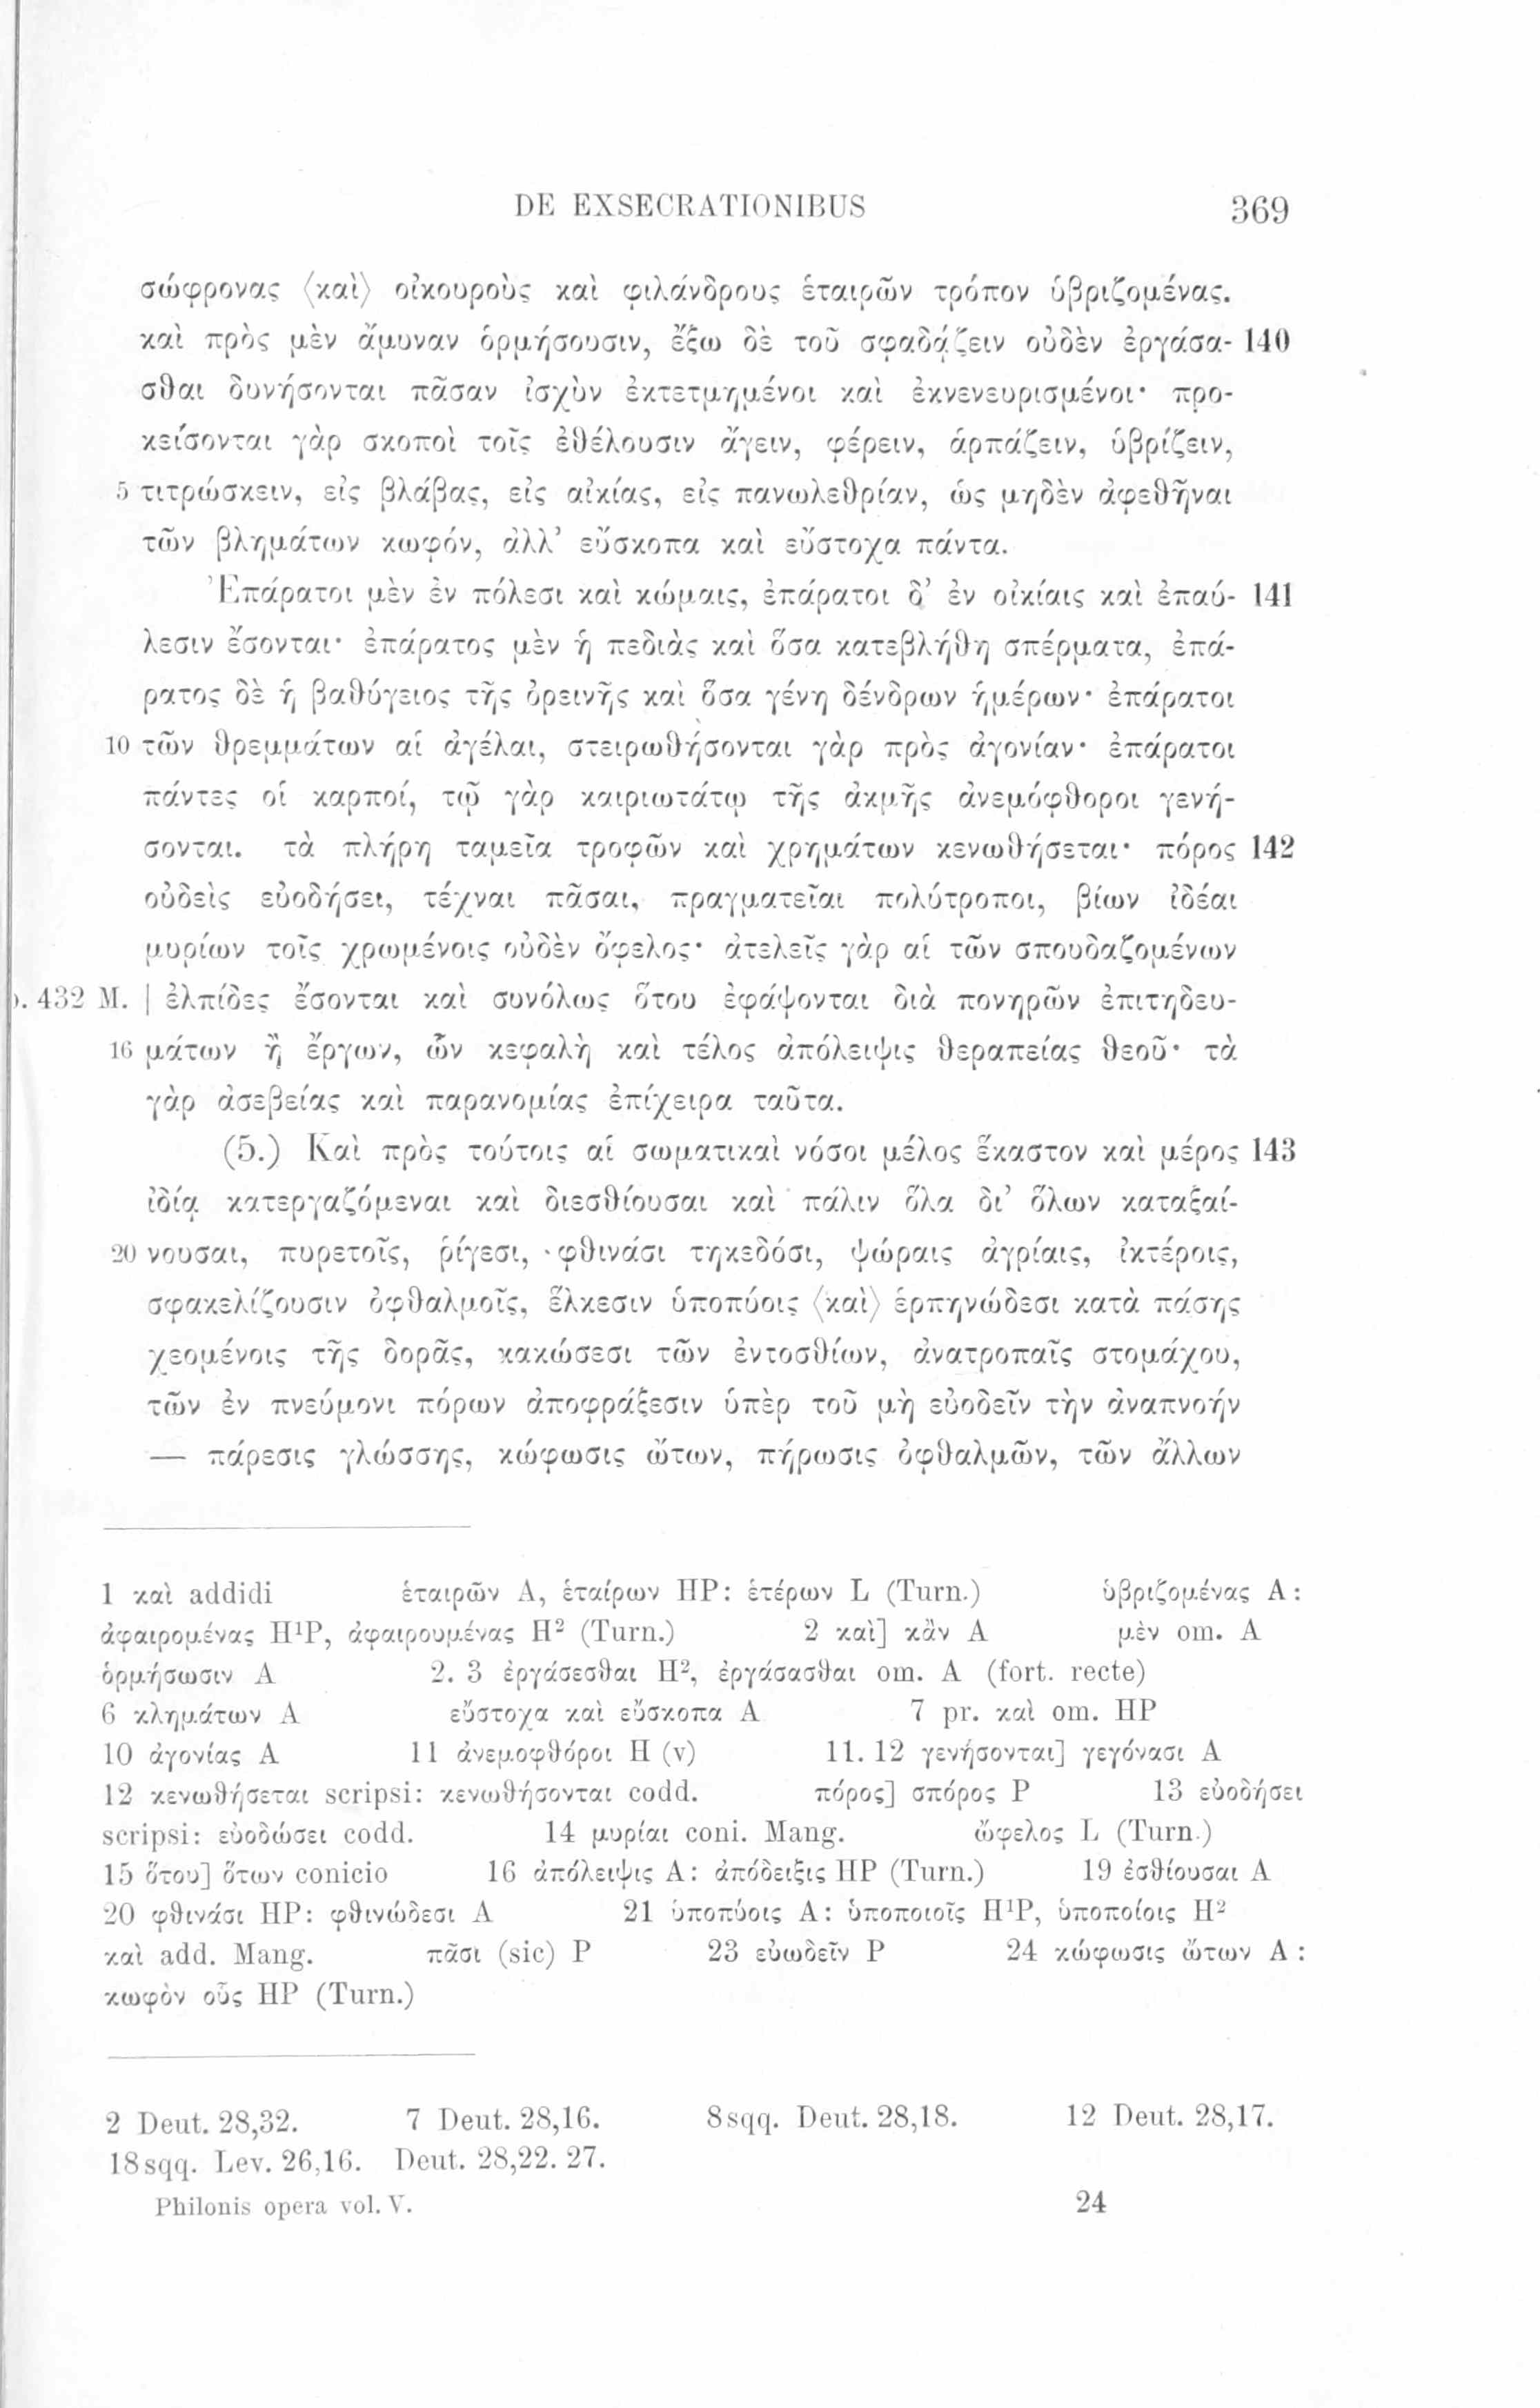 DE EXSECRATIONIBUS 369
σώφρονας ⟨καὶ⟩ οἰκουροὺς καὶ φιλάνδρους ἑταιρῶν τρόπον ὑβριζομένας.
καὶ πρὸς μὲν ἄμυναν ὁρμήσουσιν, ἔξω δὲ τοῦ σφαδᾴζειν οὐδὲν ἐργάσα- 140
σθαι δυνήσονται πᾶσαν ἰσχὺν ἐκτετμημένοι καὶ ἐκνενευρισμένοι· προ-
κείσονται γὰρ σκοποὶ τοῖς ἐθέλουσιν ἄγειν, φέρειν, ἁρπάζειν, ὑβρίζειν,
5 τιτρώσκειν, εἰς βλάβας, εἰς αἰκίας, εἰς πανωλεθρίαν, ὡς μηδὲν ἀφεθῆναι
τῶν βλημάτων κωφόν, ἀλλ’ εὔσκοπα καὶ εὔστοχα πάντα.
Ἐπάρατοι μὲν ἐν πόλεσι καὶ κώμαις, ἐπάρατοι δ’ ἐν οἰκίαις καὶ ἐπαύ- 141
λεσιν ἔσονται· ἐπάρατος μὲν ἡ πεδιὰς καὶ ὅσα κατεβλήθη σπέρματα, ἐπά-
ρατος δὲ ἡ βαθύγειος τῆς ὀρεινῆς καὶ ὅσα γένη δένδρων ἡμέρων· ἐπάρατοι
10 τῶν θρεμμάτων αἱ ἀγέλαι, στειρωθήσονται γὰρ πρὸς ἀγονίαν· ἐπάρατοι
πάντες οἱ καρποί, τῷ γὰρ καιριωτάτῳ τῆς ἀκμῆς ἀνεμόφθοροι γενή-
σονται. τὰ πλήρη ταμεῖα τροφῶν καὶ χρημάτων κενωθήσεται· πόρος 142
οὐδεὶς εὐοδήσει, τέχναι πᾶσαι, πραγματεῖαι πολύτροποι, βίων ἰδέαι
μυρίων τοῖς χρωμένοις οὐδὲν ὄφελος· ἀτελεῖς γὰρ αἱ τῶν σπουδαζομένων
. 432 M. | ἐλπίδες ἔσονται καὶ συνόλως ὅτου ἐφάψονται διὰ πονηρῶν ἐπιτηδευ-
16 μάτων ἢ ἔργων, ὧν κεφαλὴ καὶ τέλος ἀπόλειψις θεραπείας θεοῦ· τὰ
γὰρ ἀσεβείας καὶ παρανομίας ἐπίχειρα ταῦτα.
(5.) Καὶ πρὸς τούτοις αἱ σωματικαὶ νόσοι μέλος ἕκαστον καὶ μέρος 143
ἰδίᾳ κατεργαζόμεναι καὶ διεσθίουσαι καὶ πάλιν ὅλα δι’ ὅλων καταξαί-
20 νουσαι, πυρετοῖς, ῥίγεσι, φθινάσι τηκεδόσι, ψώραις ἀγρίαις, ἰκτέροις,
σφακελίζουσιν ὀφθαλμοῖς, ἕλκεσιν ὑποπύοις ⟨καὶ⟩ ἑρπηνώδεσι κατὰ πάσης
χεομένοις τῆς δορᾶς, κακώσεσι τῶν ἐντοσθίων, ἀνατροπαῖς στομάχου,
τῶν ἐν πνεύμονι πόρων ἀποφράξεσιν ὑπὲρ τοῦ μὴ εὐοδεῖν τὴν ἀναπνοήν
— πάρεσις γλώσσης, κώφωσις ὤτων, πήρωσις ὀφθαλμῶν, τῶν ἄλλων
1 καὶ addidi ἑταιρῶν A, ἑταίρων HP: ἑτέρων L (Turn.) ὑβριζομένας A:
ἀφαιρομένας H¹P, ἀφαιρουμένας H² (Turn.) 2 καὶ] κἂν A μὲν om. A
ὁρμήσωσιν A 2. 3 ἐργάσεσθαι H², ἐργάσασθαι om. A (fort. recte)
6 κλημάτων A εὔστοχα καὶ εὔσκοπα A 7 pr. καὶ om. HP
10 ἀγονίας A 11 ἀνεμοφθόροι H (v) 11. 12 γενήσονται] γεγόνασι A
12 κενωθήσεται scripsi: κενωθήσονται codd. πόρος] σπόρος P 13 εὐοδήσει
scripsi: εὐοδώσει codd. 14 μυρίαι coni. Mang. ὤφελος L (Turn.)
15 ὅτου] ὅτων conicio 16 ἀπόλειψις A: ἀπόδειξις HP (Turn.) 19 ἐσθίουσαι A
20 φθινάσι HP: φθινώδεσι A 21 ὑποπύοις A: ὑποποιοῖς H¹P, ὑποποίοις H²
καὶ add. Mang. πᾶσι (sic) P 23 εὐωδεῖν P 24 κώφωσις ὤτων A:
κωφὸν οὖς HP (Turn.)
2 Deut. 28,32. 7 Deut. 28,16. 8 sqq. Deut. 28,18. 12 Deut. 28,17.
18 sqq. Lev. 26,16. Deut. 28,22. 27.
Philonis opera vol. V. 24